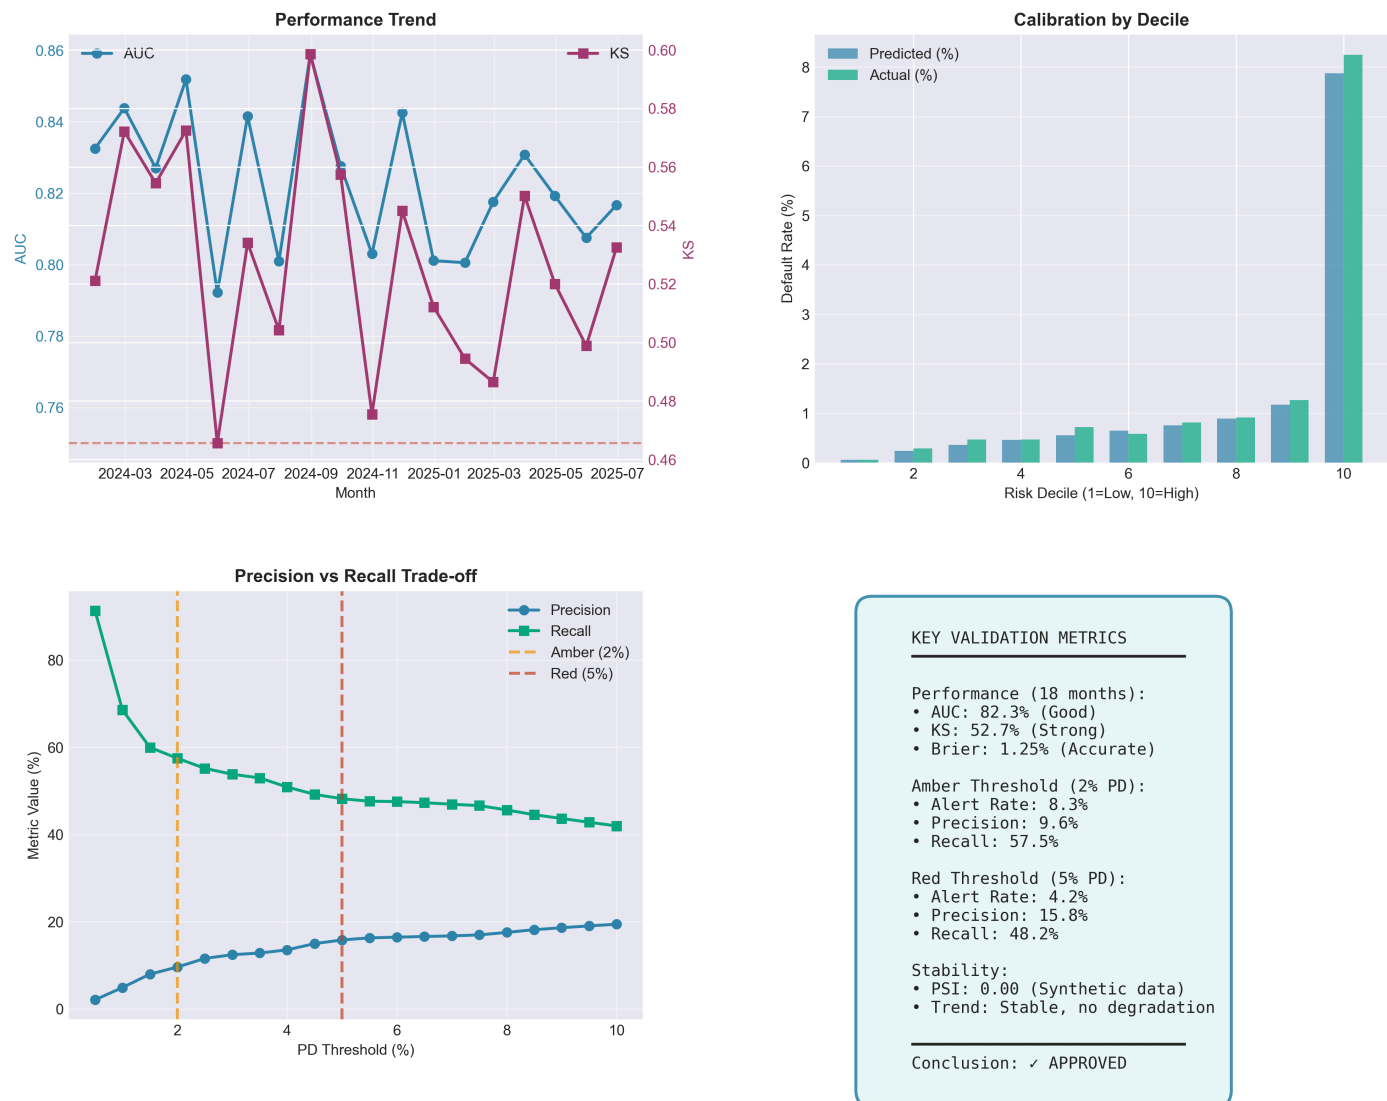 Performance Trend
AUC
KS
0.86
0.84
0.82
0.80
0.78
0.76
AUC
0.60
0.58
0.56
0.54
0.52
0.50
0.48
0.46
KS
2024-03 2024-05 2024-07 2024-09 2024-11 2025-01 2025-03 2025-05 2025-07
Month
Calibration by Decile
Predicted (%)
Actual (%)
8
7
6
5
4
3
2
1
0
Default Rate (%)
2 4 6 8 10
Risk Decile (1=Low, 10=High)
Precision vs Recall Trade-off
Precision
Recall
Amber (2%)
Red (5%)
80
60
40
20
0
Metric Value (%)
2 4 6 8 10
PD Threshold (%)
KEY VALIDATION METRICS
Performance (18 months):
• AUC: 82.3% (Good)
• KS: 52.7% (Strong)
• Brier: 1.25% (Accurate)
Amber Threshold (2% PD):
• Alert Rate: 8.3%
• Precision: 9.6%
• Recall: 57.5%
Red Threshold (5% PD):
• Alert Rate: 4.2%
• Precision: 15.8%
• Recall: 48.2%
Stability:
• PSI: 0.00 (Synthetic data)
• Trend: Stable, no degradation
Conclusion: ✓ APPROVED